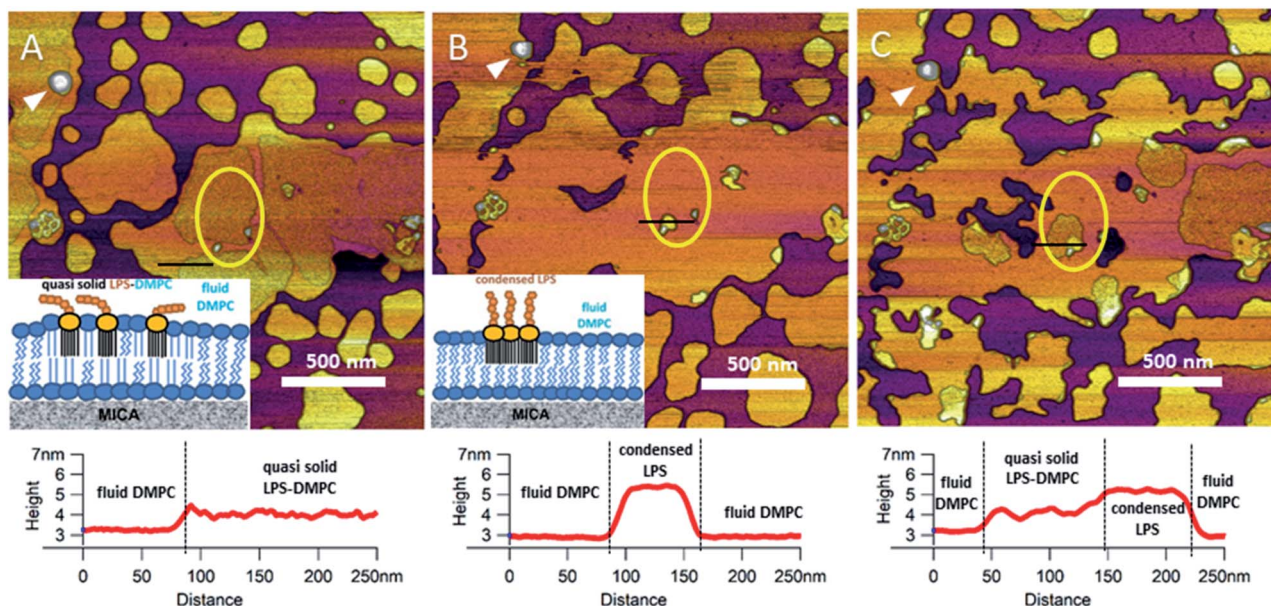 A
quasi solid LPS-DMPC
fluid
DMPC
MICA
500 nm
B
condensed LPS
fluid
DMPC
MICA
500 nm
C
500 nm
7nm
6
5
4
3
Height
fluid DMPC
quasi solid
LPS-DMPC
0 50 100 150 200 250nm
Distance
7nm
6
5
4
3
Height
fluid DMPC
condensed
LPS
fluid DMPC
0 50 100 150 200 250nm
Distance
7nm
6
5
4
3
Height
fluid
DMPC
quasi solid
LPS-DMPC
condensed
LPS
fluid
DMPC
0 50 100 150 200 250nm
Distance